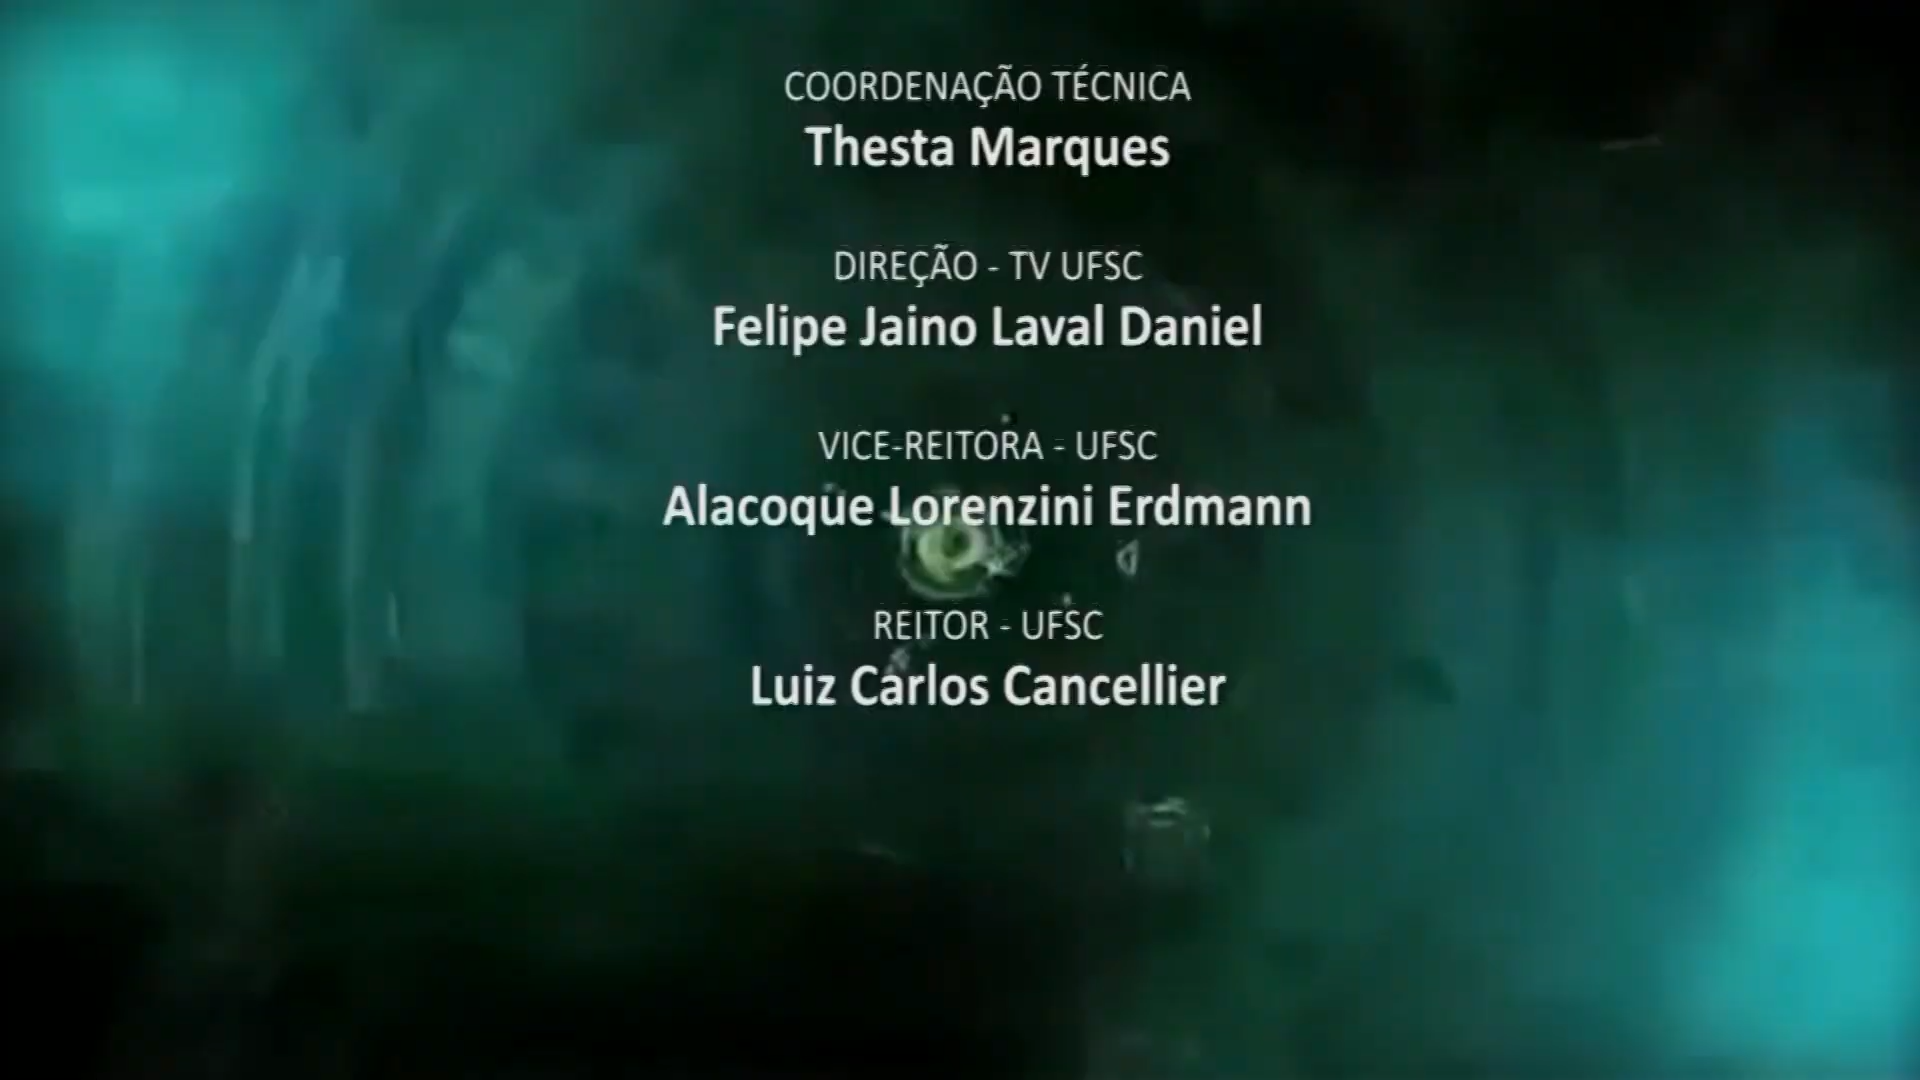 COORDENAÇÃO TÉCNICA
Thesta Marques
DIREÇÃO - TV UFSC
Felipe Jaino Laval Daniel
VICE-REITORA - UFSC
Alacoque Lorenzini Erdmann
REITOR - UFSC
Luiz Carlos Cancellier